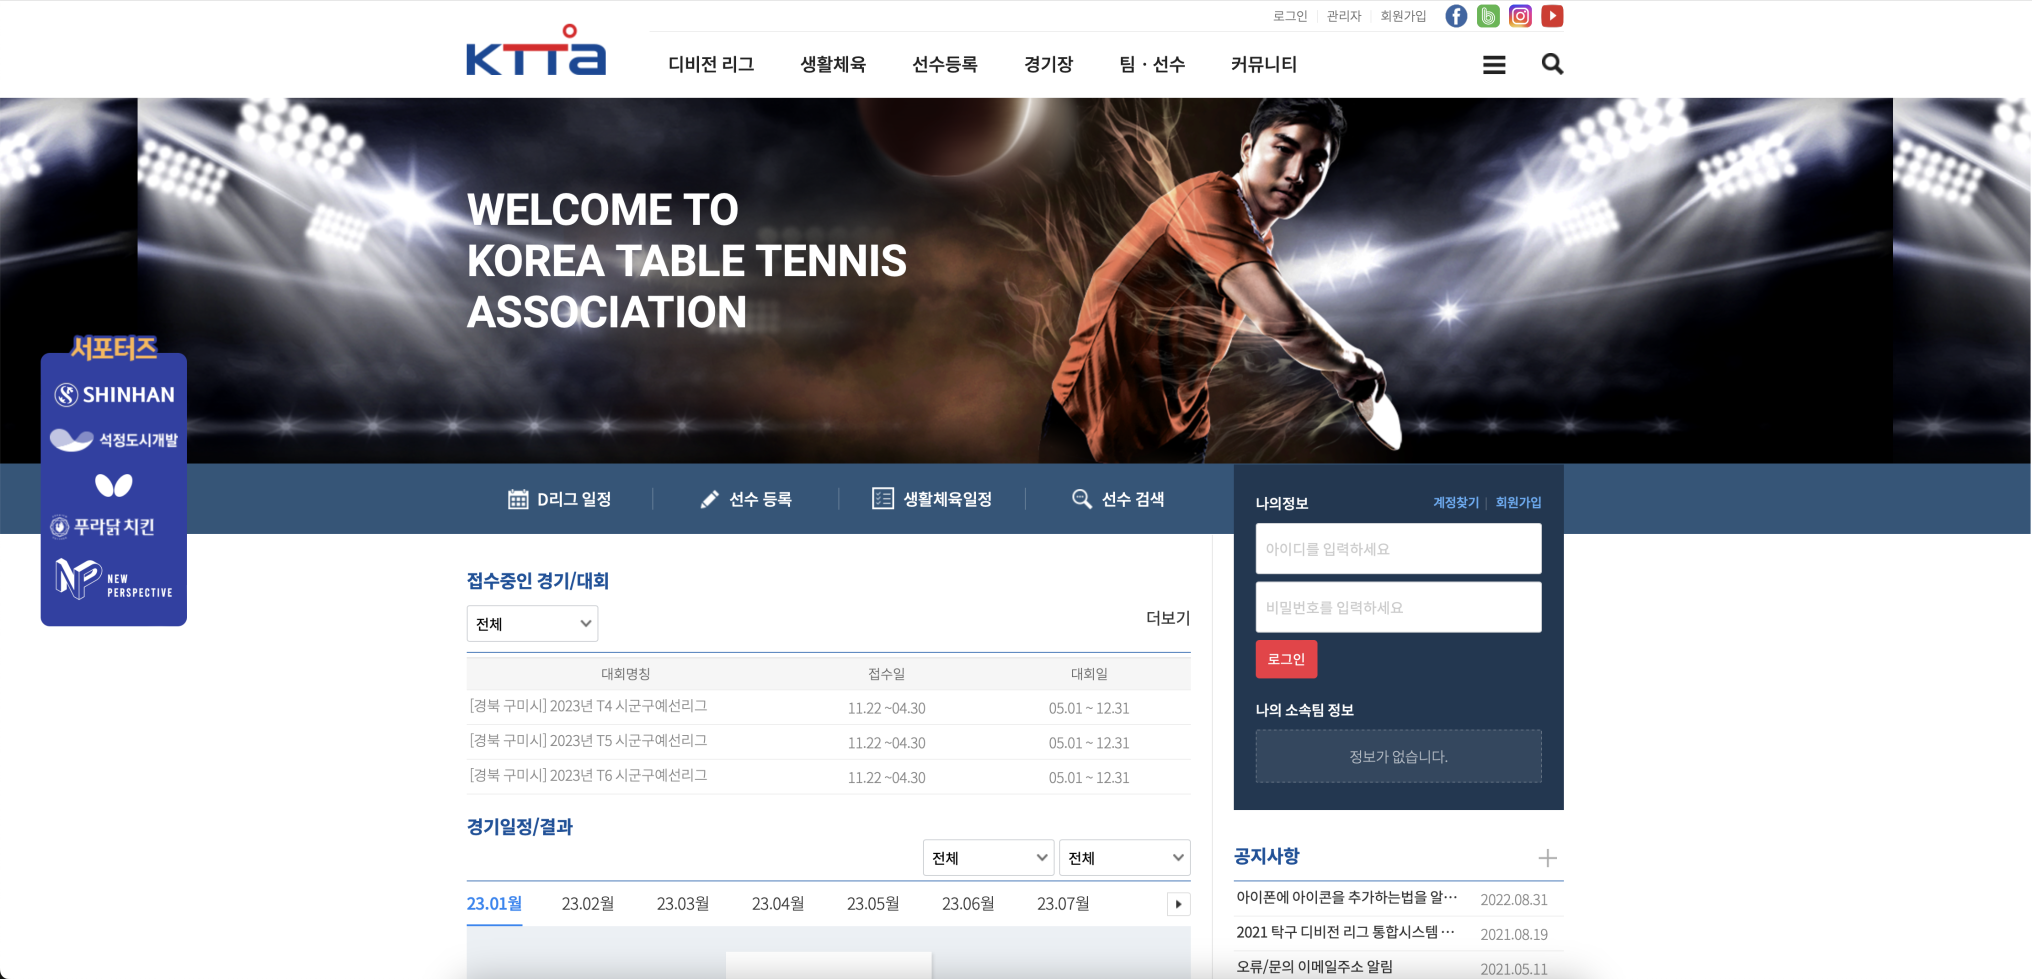 로그인 관리자 회원가입
KTTa 디비전 리그 생활체육 선수등록 경기장 팀 · 선수 커뮤니티
WELCOME TO
KOREA TABLE TENNIS
ASSOCIATION
서포터즈
SHINHAN
석정도시개발
푸라닭 치킨
NEW
PERSPECTIVE
D리그 일정 선수 등록 생활체육일정 선수 검색
나의정보 계정찾기 회원가입
아이디를 입력하세요
비밀번호를 입력하세요
로그인
나의 소속팀 정보
정보가 없습니다.
접수중인 경기/대회
전체 더보기
대회명칭 접수일 대회일
[경북 구미시] 2023년 T4 시군구예선리그 11.22 ~04.30 05.01 ~ 12.31
[경북 구미시] 2023년 T5 시군구예선리그 11.22 ~04.30 05.01 ~ 12.31
[경북 구미시] 2023년 T6 시군구예선리그 11.22 ~04.30 05.01 ~ 12.31
경기일정/결과
전체 전체
23.01월 23.02월 23.03월 23.04월 23.05월 23.06월 23.07월
공지사항
아이폰에 아이콘을 추가하는법을 알··· 2022.08.31
2021 탁구 디비전 리그 통합시스템 ··· 2021.08.19
오류/문의 이메일주소 알림 2021.05.11